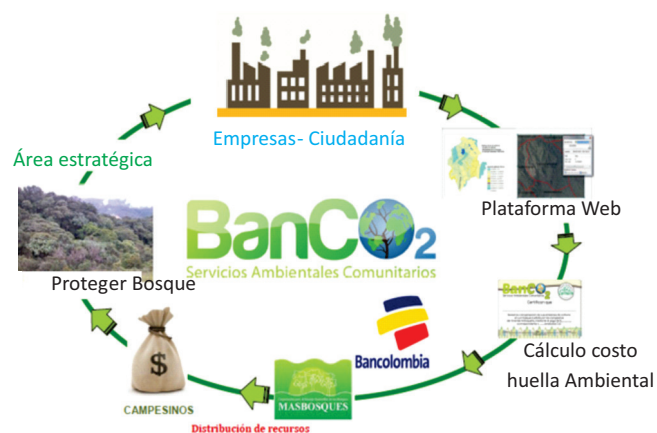 Empresas- Ciudadanía
Área estratégica
Plataforma Web
BanCO2
Servicios Ambientales Comunitarios
Proteger Bosque
BanCO2
Cálculo costo
huella Ambiental
Bancolombia
$
MASBOSQUES
CAMPESINOS
Distribución de recursos